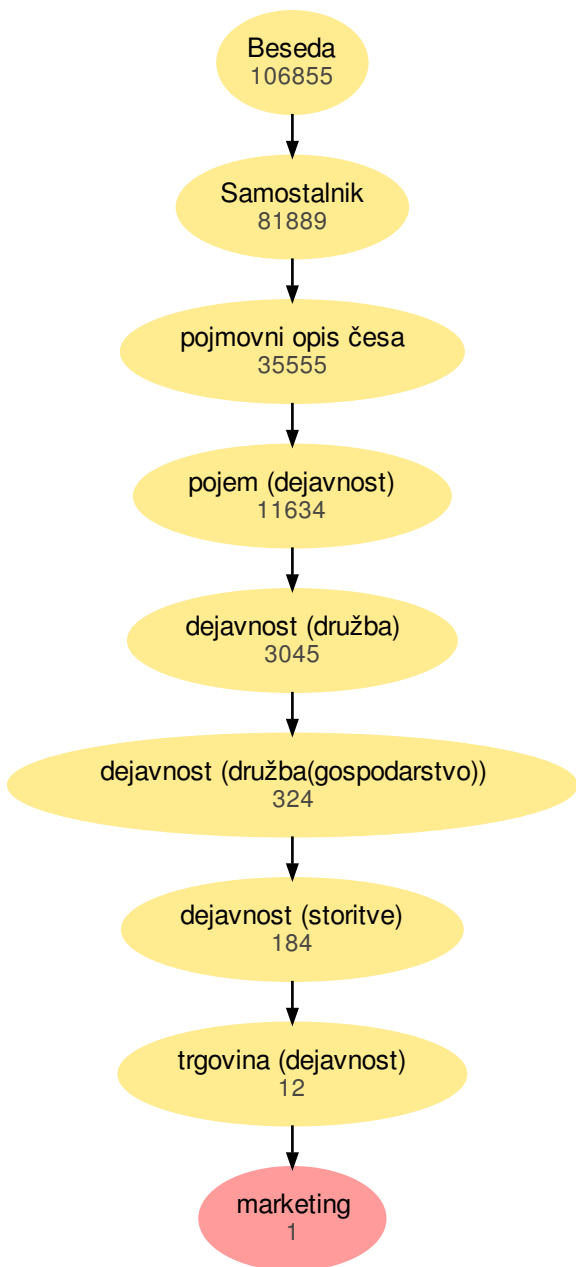 Beseda
106855
Samostalnik
81889
pojmovni opis česa
35555
pojem (dejavnost)
11634
dejavnost (družba)
3045
dejavnost (družba(gospodarstvo))
324
dejavnost (storitve)
184
trgovina (dejavnost)
12
marketing
1